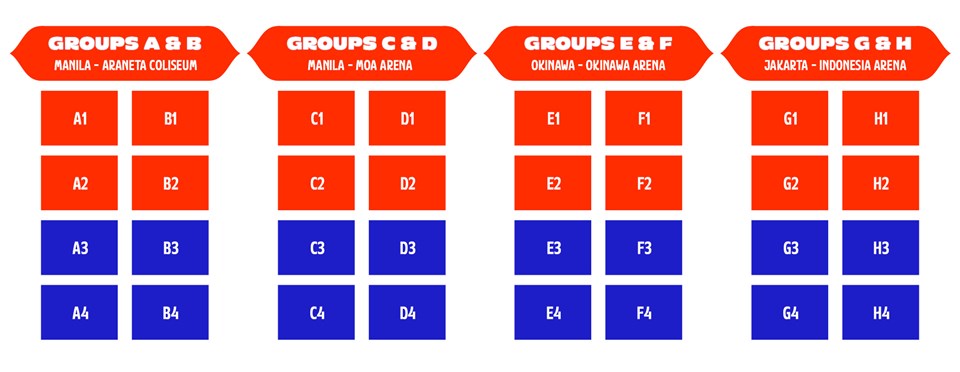 GROUPS A & B
MANILA - ARANETA COLISEUM
A1 B1
A2 B2
A3 B3
A4 B4
GROUPS C & D
MANILA - MOA ARENA
C1 D1
C2 D2
C3 D3
C4 D4
GROUPS E & F
OKINAWA - OKINAWA ARENA
E1 F1
E2 F2
E3 F3
E4 F4
GROUPS G & H
JAKARTA - INDONESIA ARENA
G1 H1
G2 H2
G3 H3
G4 H4